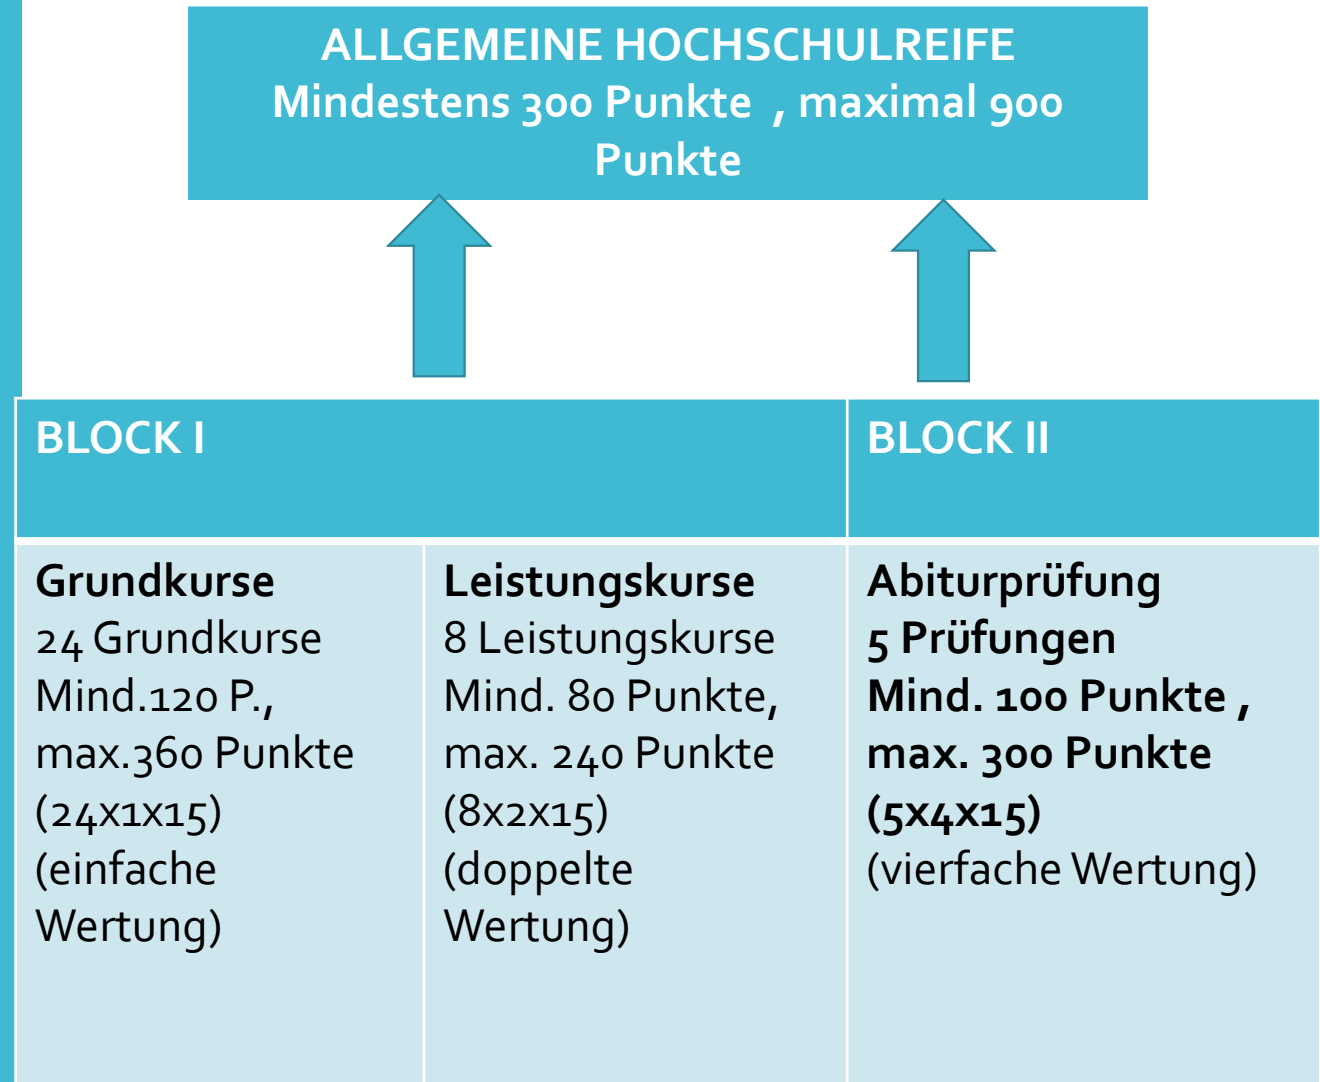 ALLGEMEINE HOCHSCHULREIFE
Mindestens 300 Punkte , maximal 900
Punkte
BLOCK I
BLOCK II
Grundkurse
24 Grundkurse
Mind.120 P.,
max.360 Punkte
(24x1x15)
(einfache
Wertung)
Leistungskurse
8 Leistungskurse
Mind. 80 Punkte,
max. 240 Punkte
(8x2x15)
(doppelte
Wertung)
Abiturprüfung
5 Prüfungen
Mind. 100 Punkte ,
max. 300 Punkte
(5x4x15)
(vierfache Wertung)